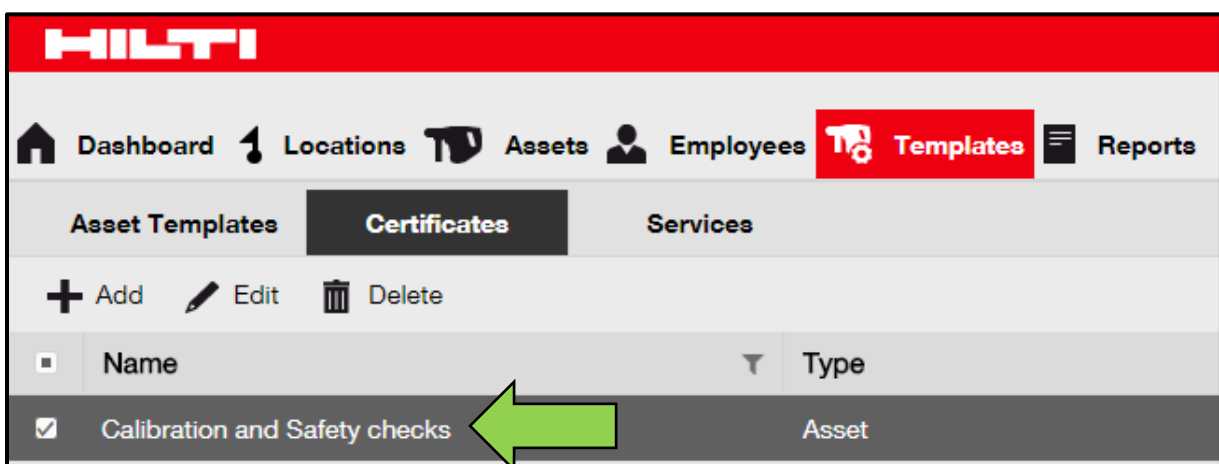 HILTI
Dashboard Locations Assets Employees Templates Reports
Asset Templates Certificates Services
Add Edit Delete
Name Type
Calibration and Safety checks Asset